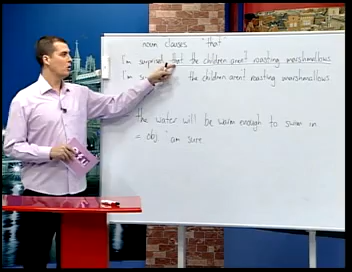 noun clauses "that"
I'm surprised that the children aren't roasting marshmallows.
I'm s the children aren't roasting marshmallows.
the water will be warm enough to swim in
= obj "am sure